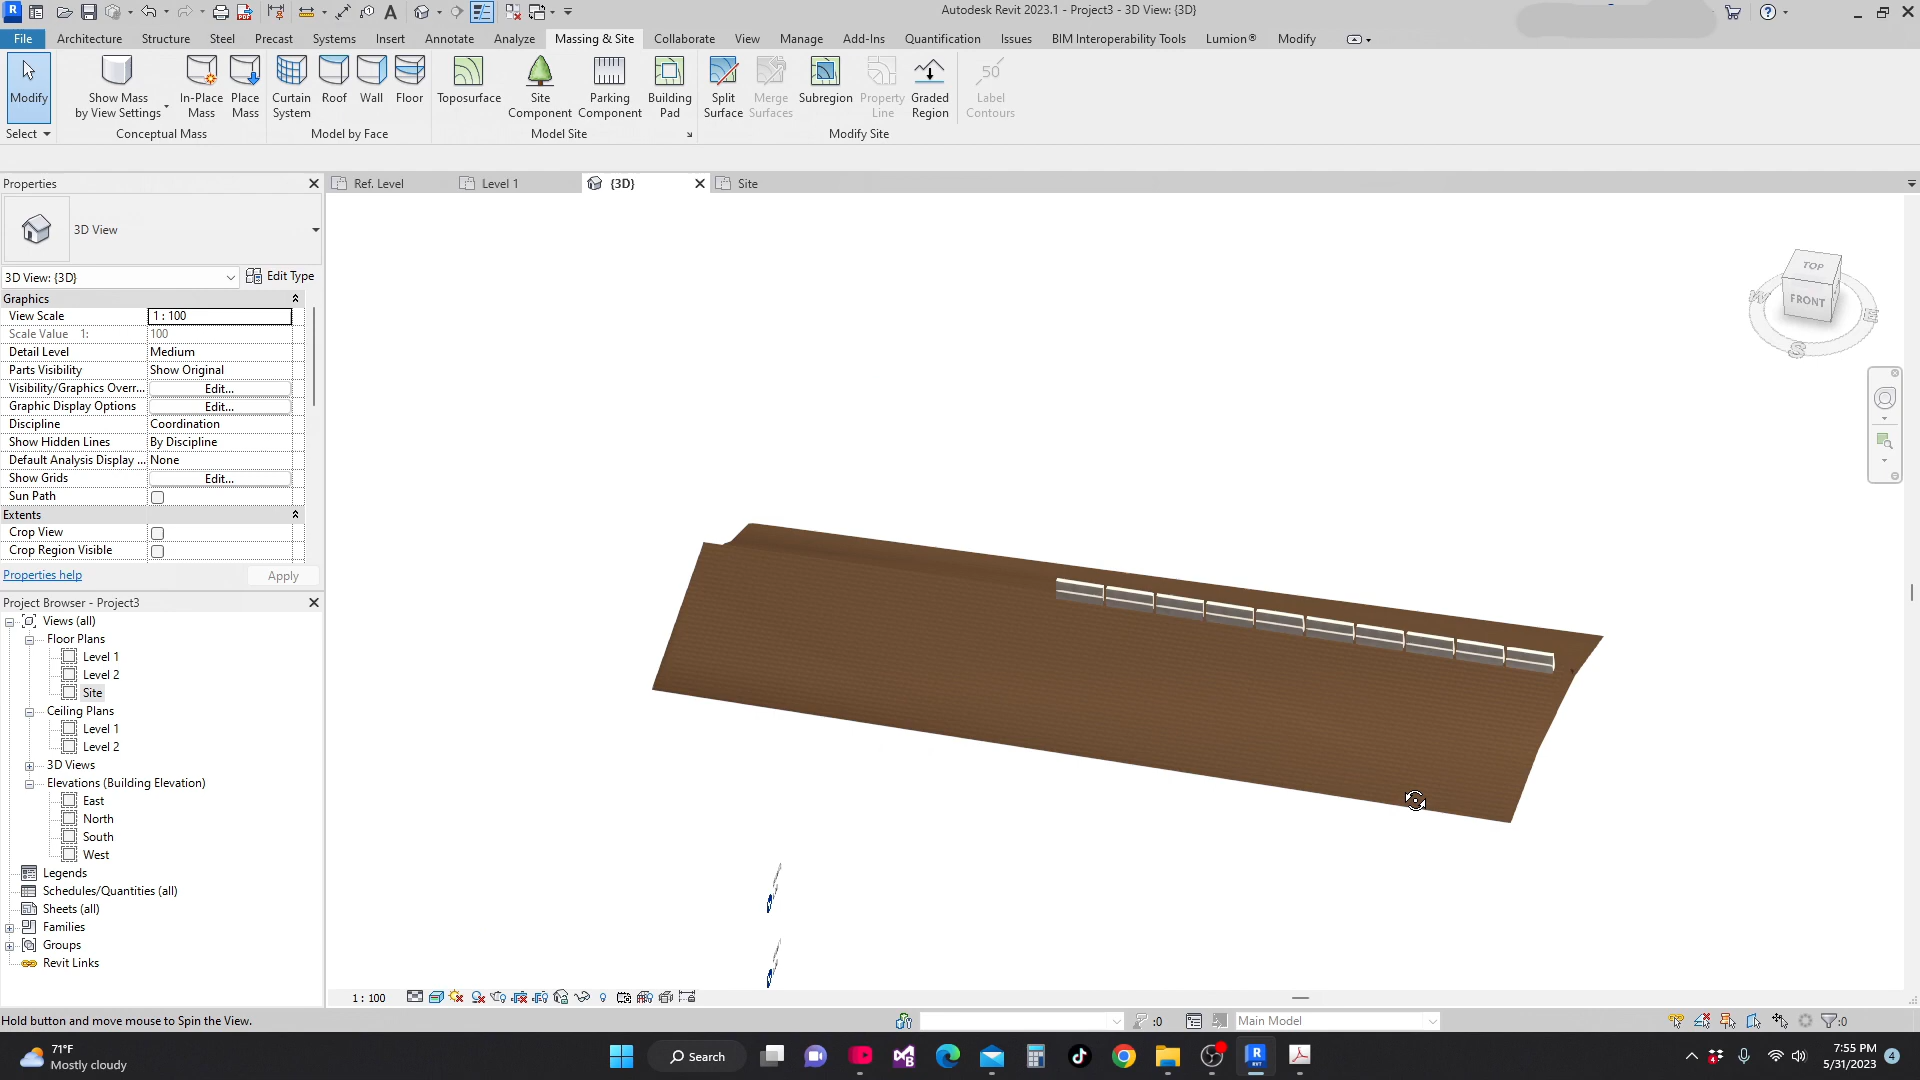 Autodesk Revit 2023.1 - Project3 - 3D View: {3D}
File Architecture Structure Steel Precast Systems Insert Annotate Analyze Massing & Site Collaborate View Manage Add-Ins Quantification Issues BIM Interoperability Tools Lumion® Modify
Modify
Show Mass
by View Settings
In-Place
Mass
Place
Mass
Curtain
System
Roof
Wall
Floor
Toposurface
Site
Component
Parking
Component
Building
Pad
Split
Surface
Merge
Surfaces
Subregion
Property
Line
Graded
Region
50
Label
Contours
Select
Conceptual Mass
Model by Face
Model Site
Modify Site
Properties
Ref. Level
Level 1
{3D}
Site
3D View
3D View: {3D}
Edit Type
Graphics
View Scale 1 : 100
Scale Value 1: 100
Detail Level Medium
Parts Visibility Show Original
Visibility/Graphics Overr... Edit...
Graphic Display Options Edit...
Discipline Coordination
Show Hidden Lines By Discipline
Default Analysis Display ... None
Show Grids Edit...
Sun Path
Extents
Crop View
Crop Region Visible
Properties help
Apply
TOP
FRONT
W
E
S
Project Browser - Project3
Views (all)
Floor Plans
Level 1
Level 2
Site
Ceiling Plans
Level 1
Level 2
3D Views
Elevations (Building Elevation)
East
North
South
West
Legends
Schedules/Quantities (all)
Sheets (all)
Families
Groups
Revit Links
1 : 100
Hold button and move mouse to Spin the View.
:0
Main Model
:0
71°F
Mostly cloudy
Search
7:55 PM
5/31/2023
4